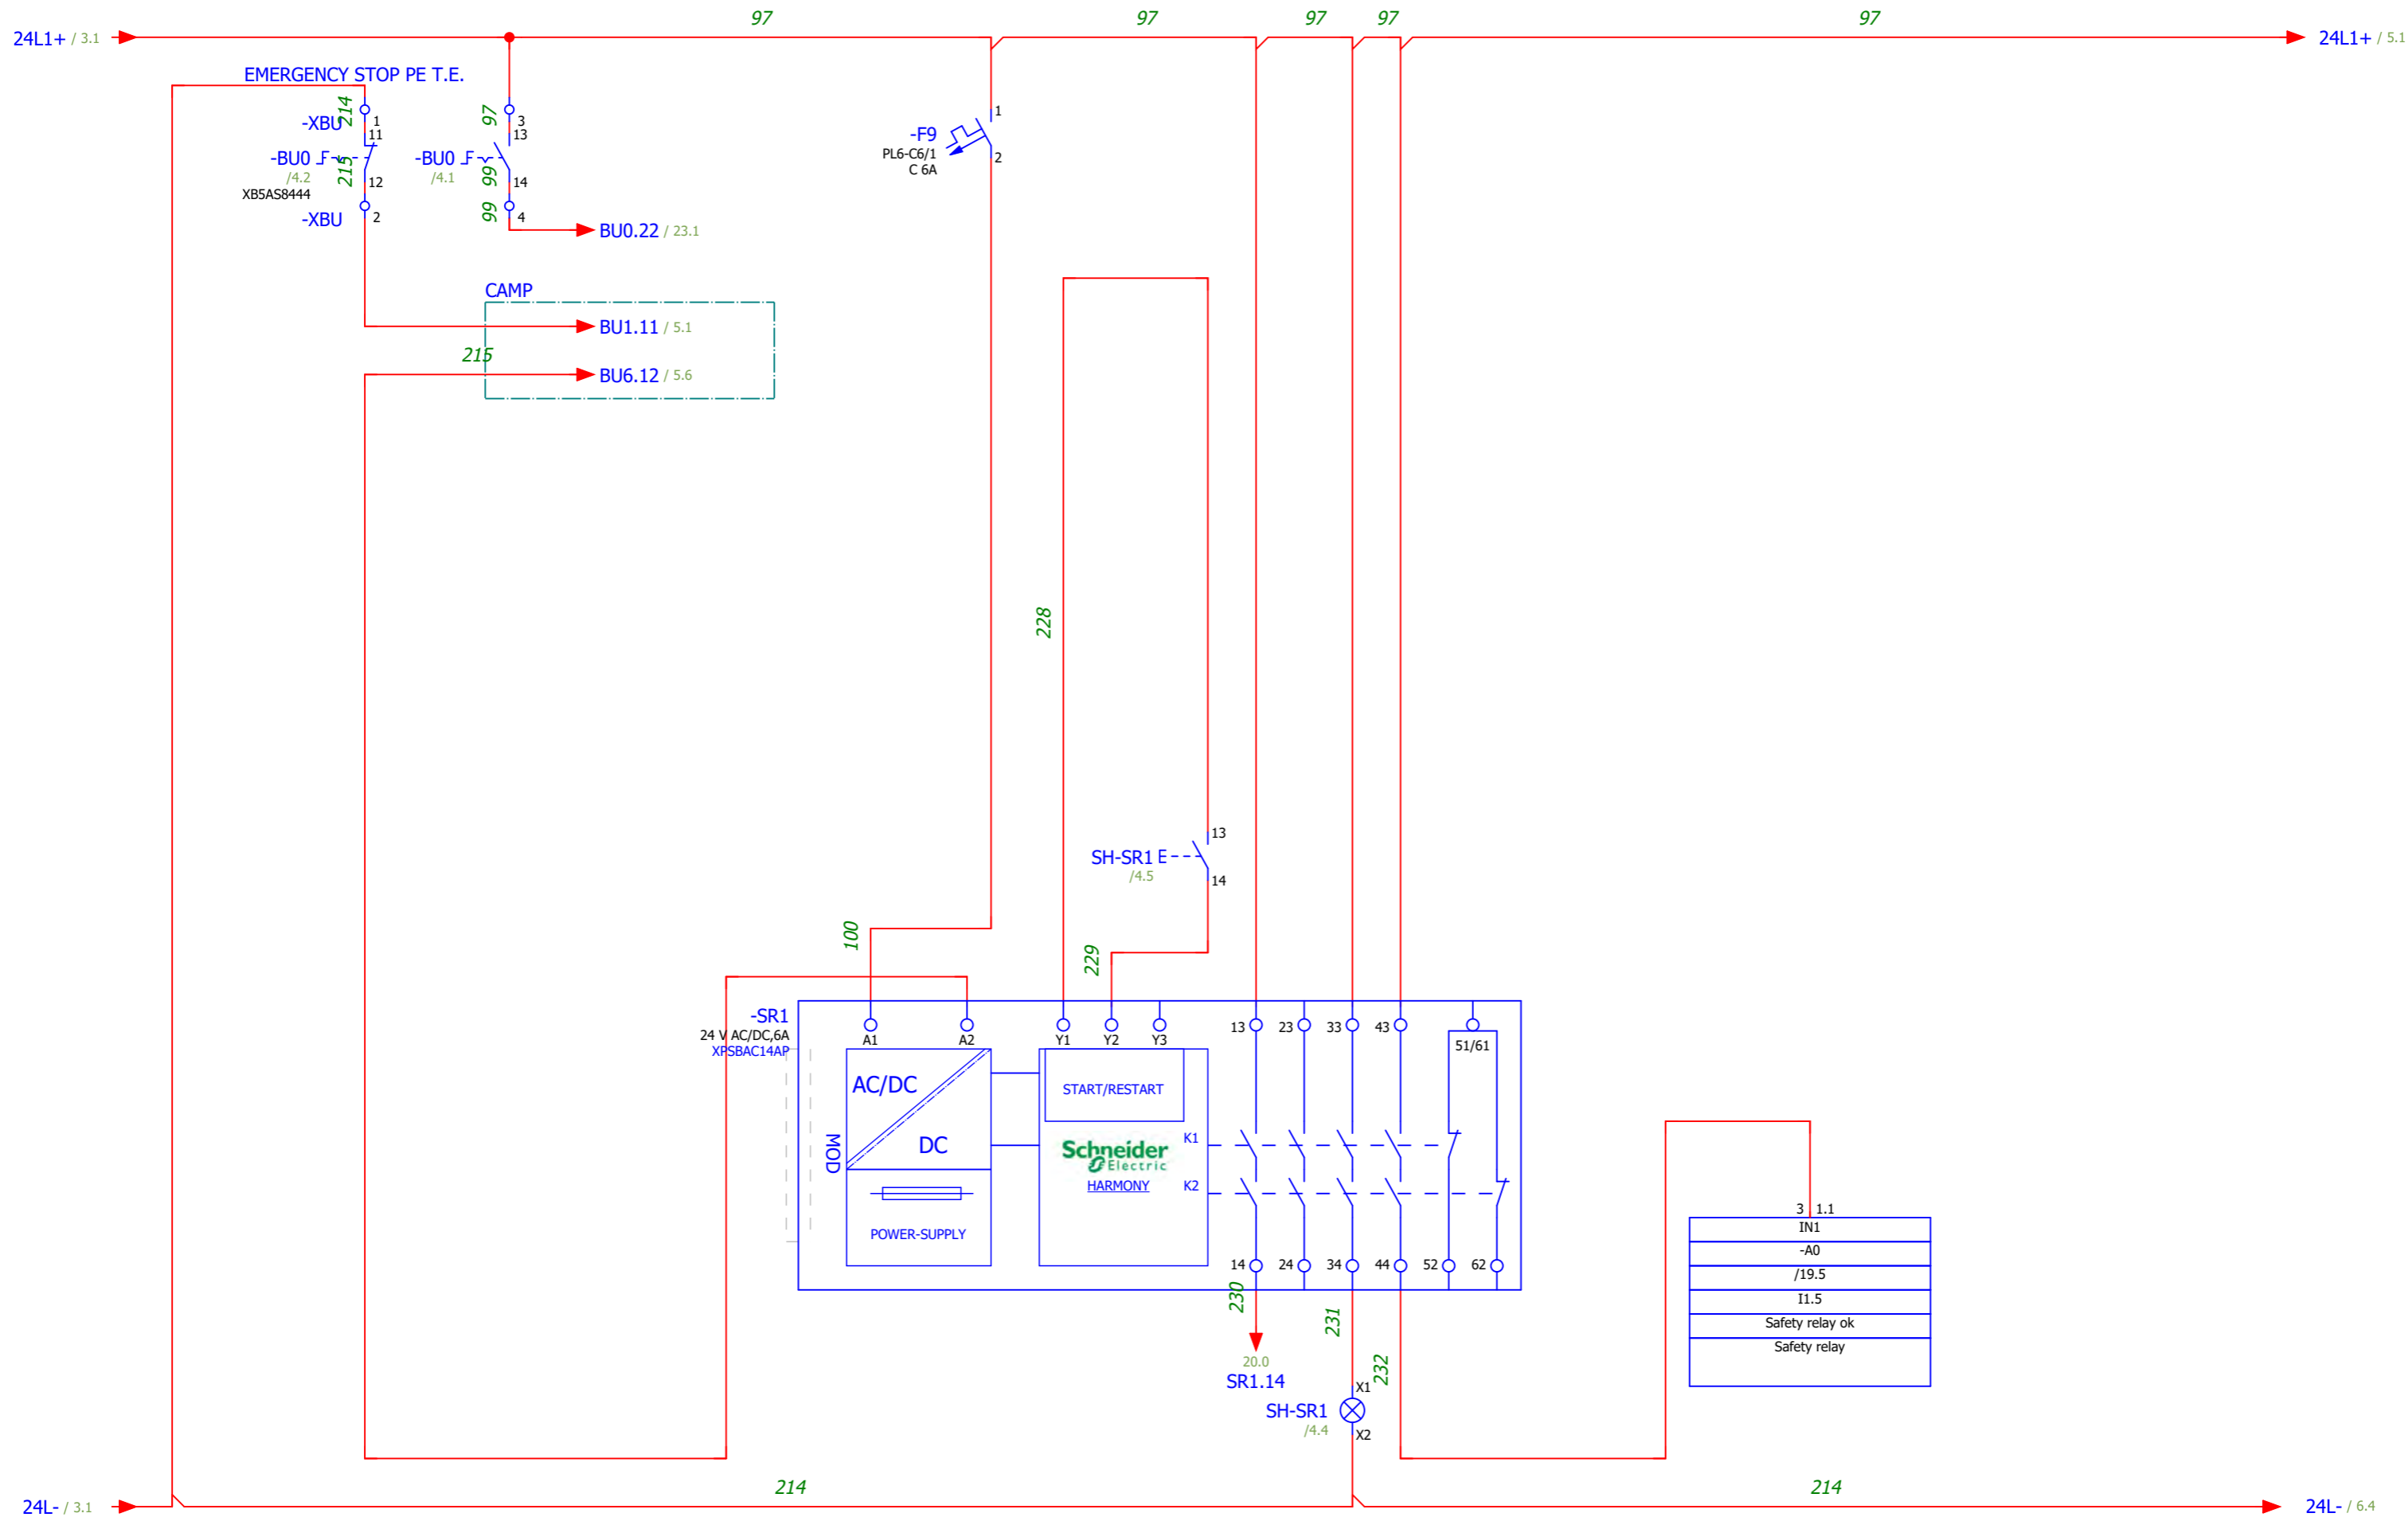 97 97 97 97 97
24L1+ / 3.1
24L1+ / 5.1
EMERGENCY STOP PE T.E.
214
-XBU
1
11
-BU0
/4.2
XB5AS8444
215
12
-XBU
2
97
3
13
-BU0
/4.1
99
14
99
4
BU0.22 / 23.1
-F9
PL6-C6/1
C 6A
1
2
CAMP
BU1.11 / 5.1
215
BU6.12 / 5.6
228
13
SH-SR1
/4.5
14
100
229
-SR1
24 V AC/DC,6A
XPSBAC14AP
A1 A2 Y1 Y2 Y3
13 23 33 43
51/61
AC/DC
DC
MOD
POWER-SUPPLY
START/RESTART
Schneider
Electric
HARMONY
K1
K2
14 24 34 44 52 62
230
20.0
SR1.14
231
232
X1
SH-SR1
/4.4
X2
3 1.1
IN1
-A0
/19.5
I1.5
Safety relay ok
Safety relay
214 214
24L- / 3.1
24L- / 6.4